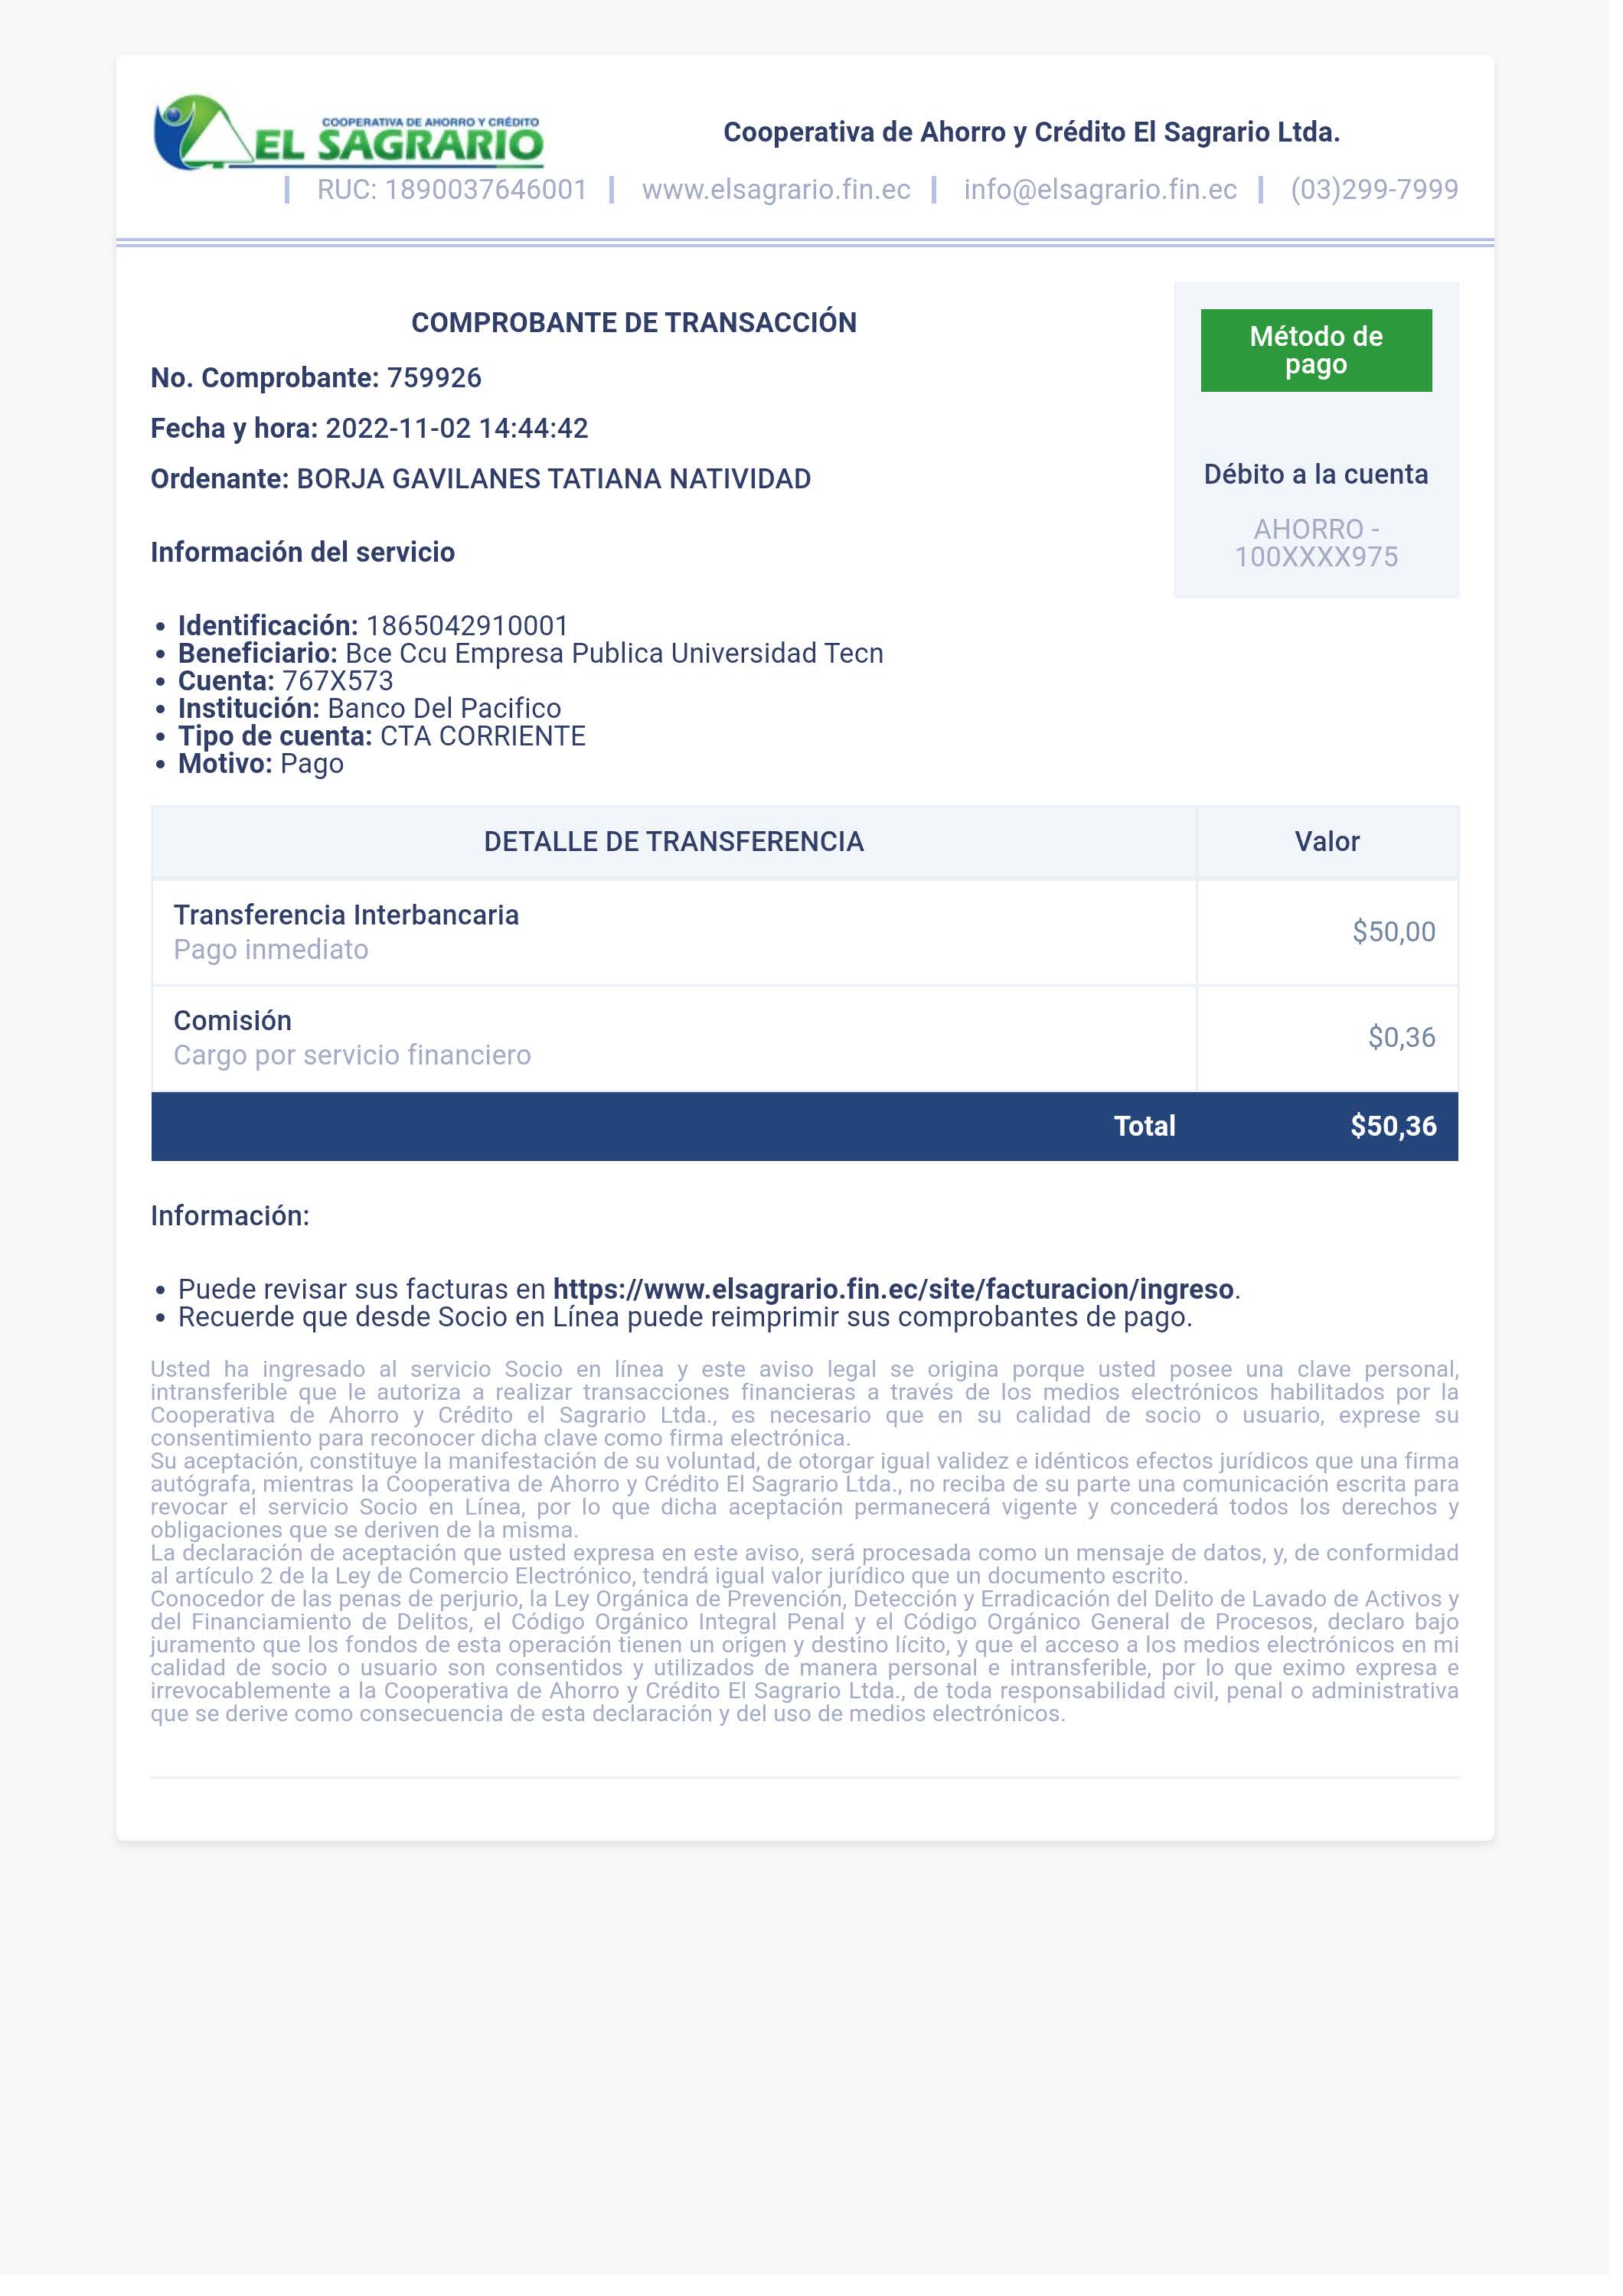 COOPERATIVA DE AHORRO Y CRÉDITO
EL SAGRARIO
Cooperativa de Ahorro y Crédito El Sagrario Ltda.
RUC: 1890037646001 | www.elsagrario.fin.ec | info@elsagrario.fin.ec | (03)299-7999
COMPROBANTE DE TRANSACCIÓN
No. Comprobante: 759926
Fecha y hora: 2022-11-02 14:44:42
Ordenante: BORJA GAVILANES TATIANA NATIVIDAD
Método de
pago
Débito a la cuenta
AHORRO -
100XXXX975
Información del servicio
• Identificación: 1865042910001
• Beneficiario: Bce Ccu Empresa Publica Universidad Tecn
• Cuenta: 767X573
• Institución: Banco Del Pacifico
• Tipo de cuenta: CTA CORRIENTE
• Motivo: Pago
DETALLE DE TRANSFERENCIA Valor
Transferencia Interbancaria
Pago inmediato
$50,00
Comisión
Cargo por servicio financiero
$0,36
Total $50,36
Información:
• Puede revisar sus facturas en https://www.elsagrario.fin.ec/site/facturacion/ingreso.
• Recuerde que desde Socio en Línea puede reimprimir sus comprobantes de pago.
Usted ha ingresado al servicio Socio en línea y este aviso legal se origina porque usted posee una clave personal,
intransferible que le autoriza a realizar transacciones financieras a través de los medios electrónicos habilitados por la
Cooperativa de Ahorro y Crédito el Sagrario Ltda., es necesario que en su calidad de socio o usuario, exprese su
consentimiento para reconocer dicha clave como firma electrónica.
Su aceptación, constituye la manifestación de su voluntad, de otorgar igual validez e idénticos efectos jurídicos que una firma
autógrafa, mientras la Cooperativa de Ahorro y Crédito El Sagrario Ltda., no reciba de su parte una comunicación escrita para
revocar el servicio Socio en Línea, por lo que dicha aceptación permanecerá vigente y concederá todos los derechos y
obligaciones que se deriven de la misma.
La declaración de aceptación que usted expresa en este aviso, será procesada como un mensaje de datos, y, de conformidad
al artículo 2 de la Ley de Comercio Electrónico, tendrá igual valor jurídico que un documento escrito.
Conocedor de las penas de perjurio, la Ley Orgánica de Prevención, Detección y Erradicación del Delito de Lavado de Activos y
del Financiamiento de Delitos, el Código Orgánico Integral Penal y el Código Orgánico General de Procesos, declaro bajo
juramento que los fondos de esta operación tienen un origen y destino lícito, y que el acceso a los medios electrónicos en mi
calidad de socio o usuario son consentidos y utilizados de manera personal e intransferible, por lo que eximo expresa e
irrevocablemente a la Cooperativa de Ahorro y Crédito El Sagrario Ltda., de toda responsabilidad civil, penal o administrativa
que se derive como consecuencia de esta declaración y del uso de medios electrónicos.